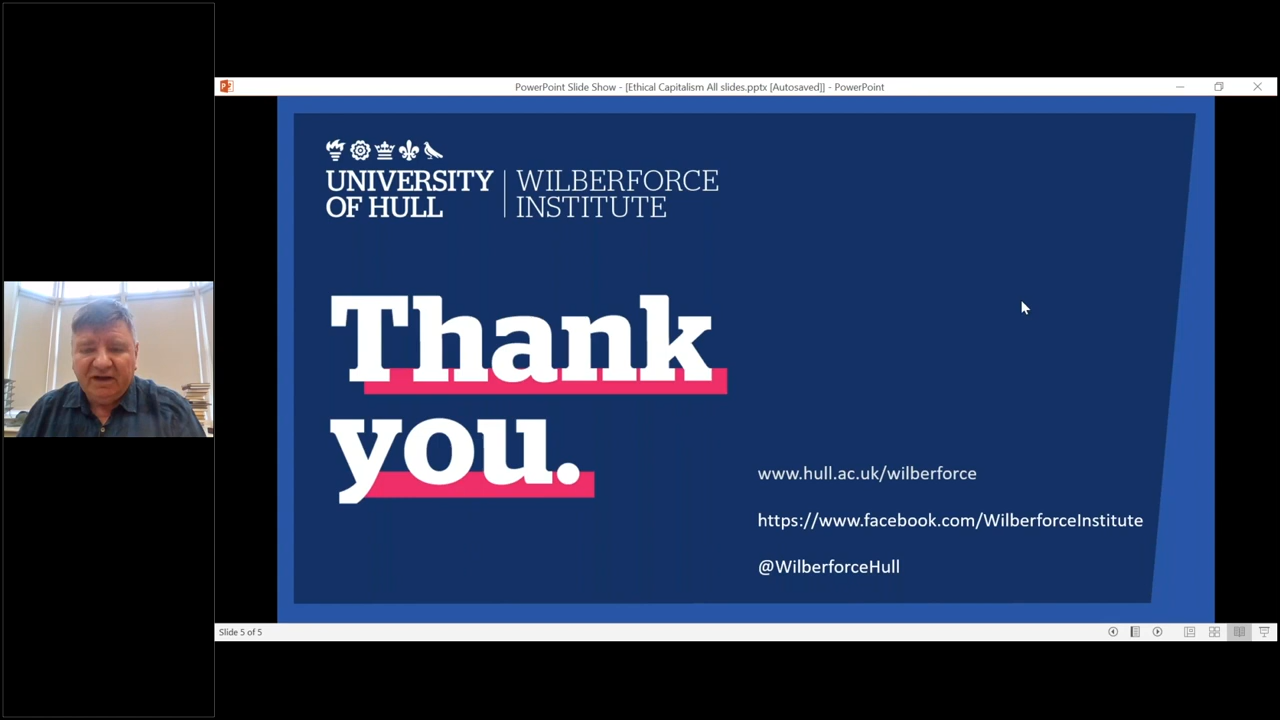 PowerPoint Slide Show - [Ethical Capitalism All slides.pptx [Autosaved]] - PowerPoint
UNIVERSITY
OF HULL
WILBERFORCE
INSTITUTE
Thank
you.
www.hull.ac.uk/wilberforce
https://www.facebook.com/WilberforceInstitute
@WilberforceHull
Slide 5 of 5